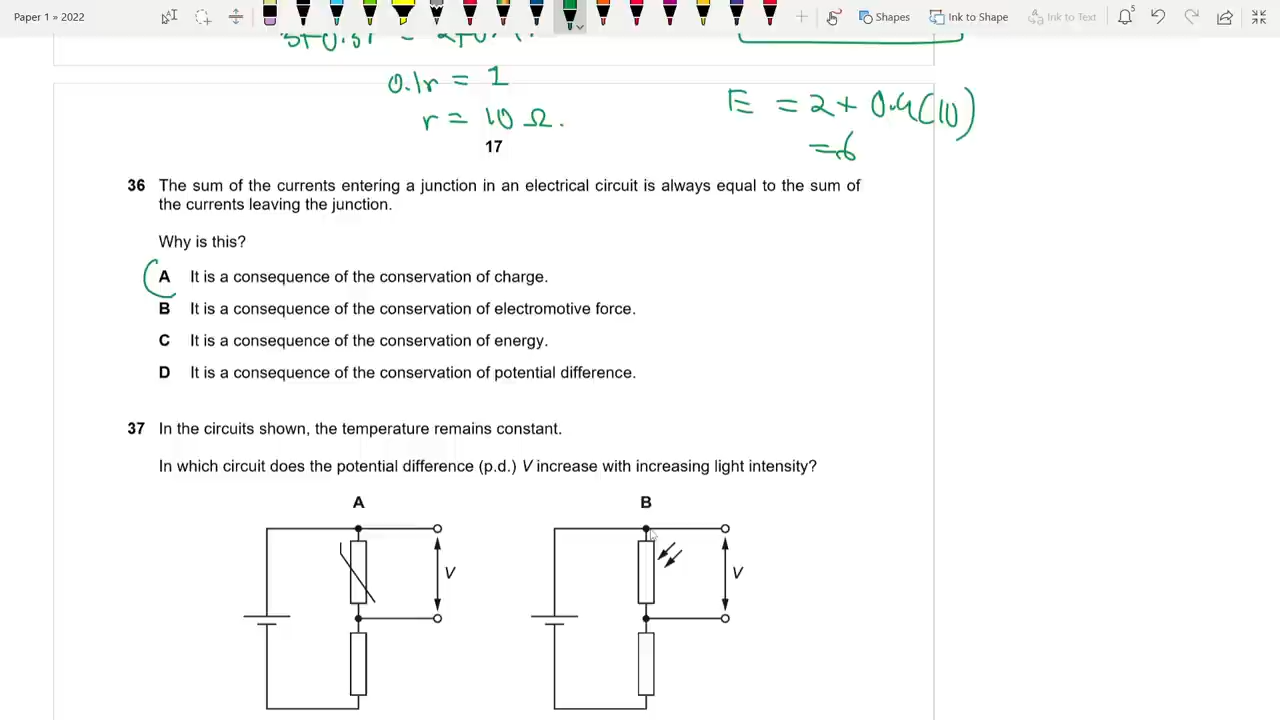 Paper 1 » 2022
Shapes
Ink to Shape
Ink to Text
5
0.1r = 1
r = 10 Ω.
E = 2 + 0.4(10)
= 6
17
36 The sum of the currents entering a junction in an electrical circuit is always equal to the sum of
the currents leaving the junction.
Why is this?
A It is a consequence of the conservation of charge.
B It is a consequence of the conservation of electromotive force.
C It is a consequence of the conservation of energy.
D It is a consequence of the conservation of potential difference.
37 In the circuits shown, the temperature remains constant.
In which circuit does the potential difference (p.d.) V increase with increasing light intensity?
A
B
V
V